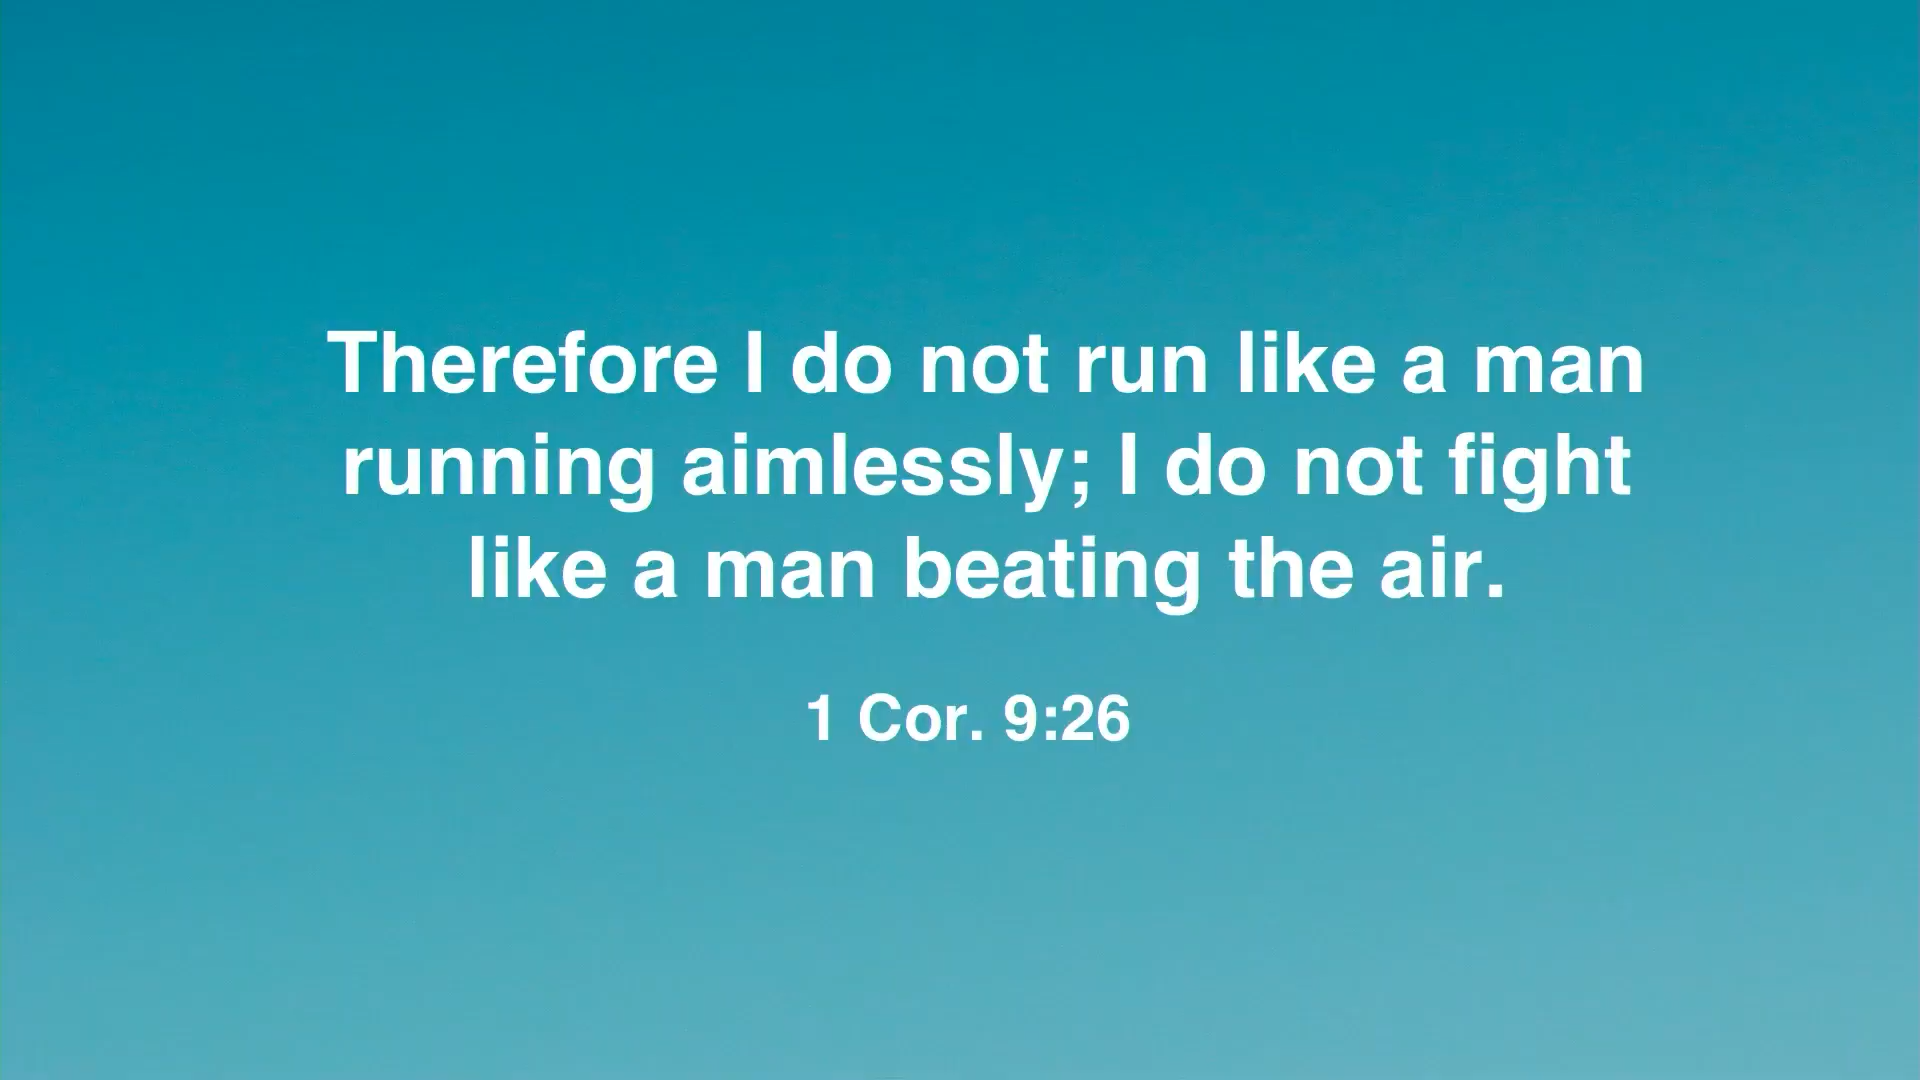 Therefore I do not run like a man
running aimlessly; I do not fight
like a man beating the air.
1 Cor. 9:26